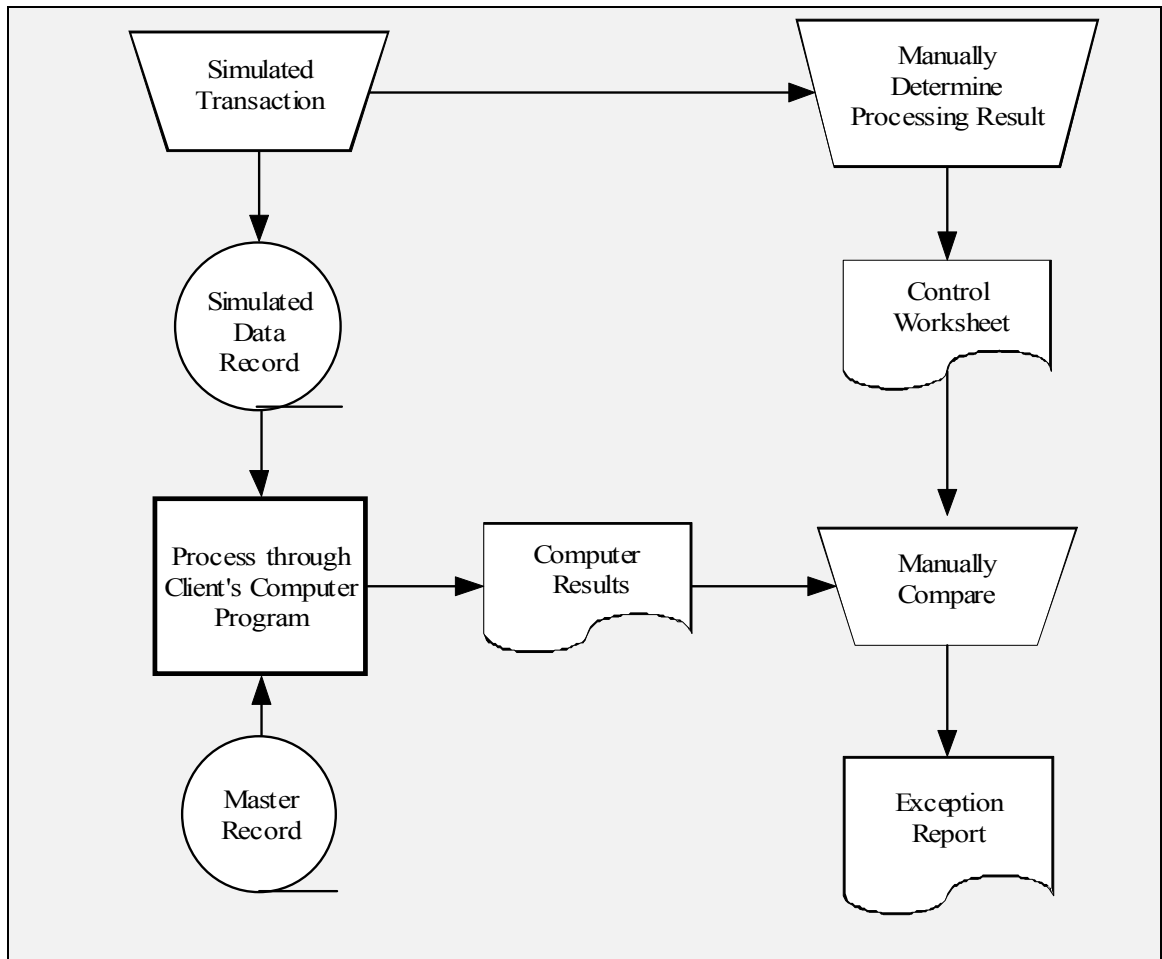 Simulated
Transaction
Manually
Determine
Processing Result
Simulated
Data
Record
Control
Worksheet
Process through
Client's Computer
Program
Computer
Results
Manually
Compare
Master
Record
Exception
Report